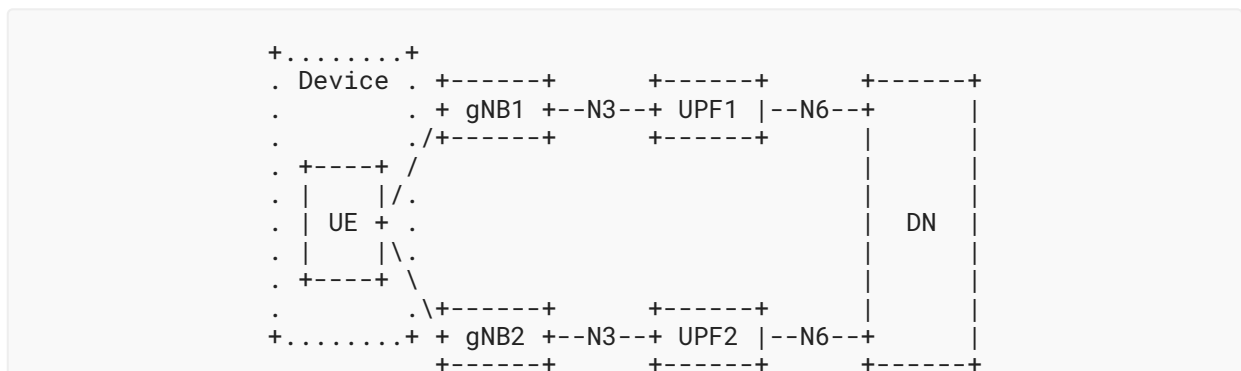 +........+
. Device . +------+ +------+ +------+
. . + gNB1 +--N3--+ UPF1 |--N6--+ |
. ./+------+ +------+ | |
. +----+ / | |
. | |/. | |
. | UE + . | DN |
. | |\. | |
. +----+ \ | |
. .\+------+ +------+ | |
+........+ + gNB2 +--N3--+ UPF2 |--N6--+ |
+------+ +------+ +------+